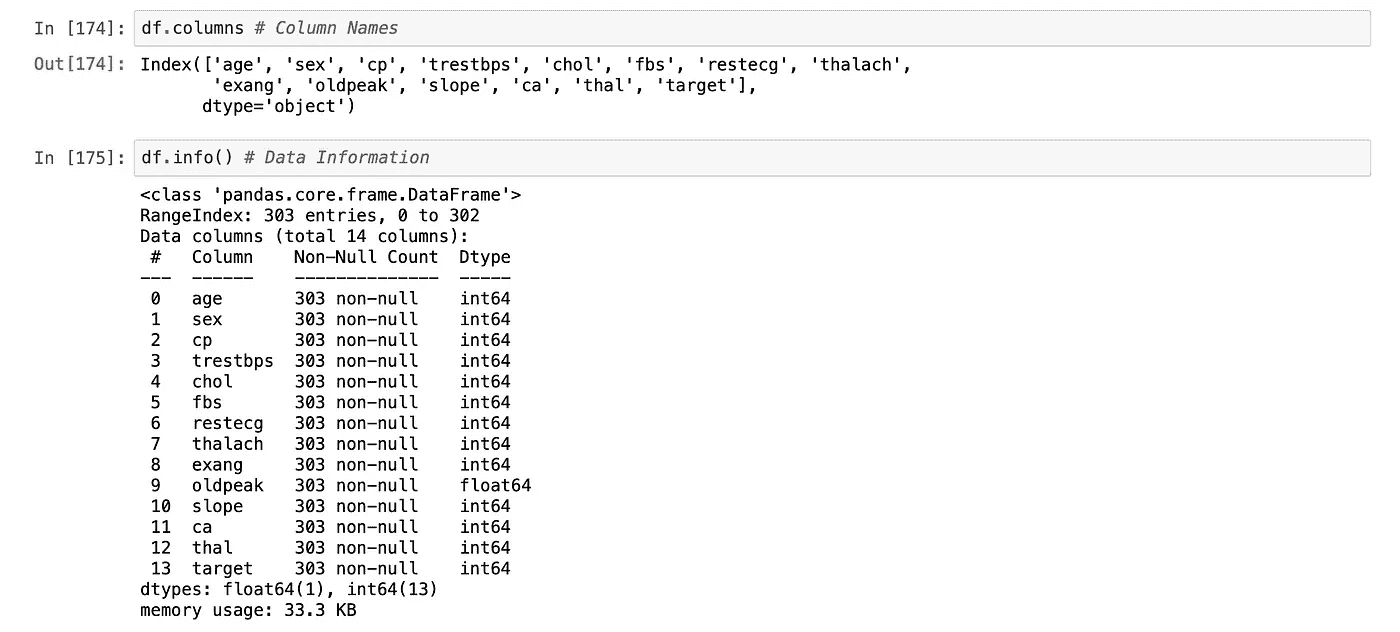 In [174]: df.columns # Column Names
Out[174]: Index(['age', 'sex', 'cp', 'trestbps', 'chol', 'fbs', 'restecg', 'thalach',
       'exang', 'oldpeak', 'slope', 'ca', 'thal', 'target'],
      dtype='object')
In [175]: df.info() # Data Information
<class 'pandas.core.frame.DataFrame'>
RangeIndex: 303 entries, 0 to 302
Data columns (total 14 columns):
 #   Column    Non-Null Count  Dtype
---  ------    --------------  -----
 0   age       303 non-null    int64
 1   sex       303 non-null    int64
 2   cp        303 non-null    int64
 3   trestbps  303 non-null    int64
 4   chol      303 non-null    int64
 5   fbs       303 non-null    int64
 6   restecg   303 non-null    int64
 7   thalach   303 non-null    int64
 8   exang     303 non-null    int64
 9   oldpeak   303 non-null    float64
 10  slope     303 non-null    int64
 11  ca        303 non-null    int64
 12  thal      303 non-null    int64
 13  target    303 non-null    int64
dtypes: float64(1), int64(13)
memory usage: 33.3 KB